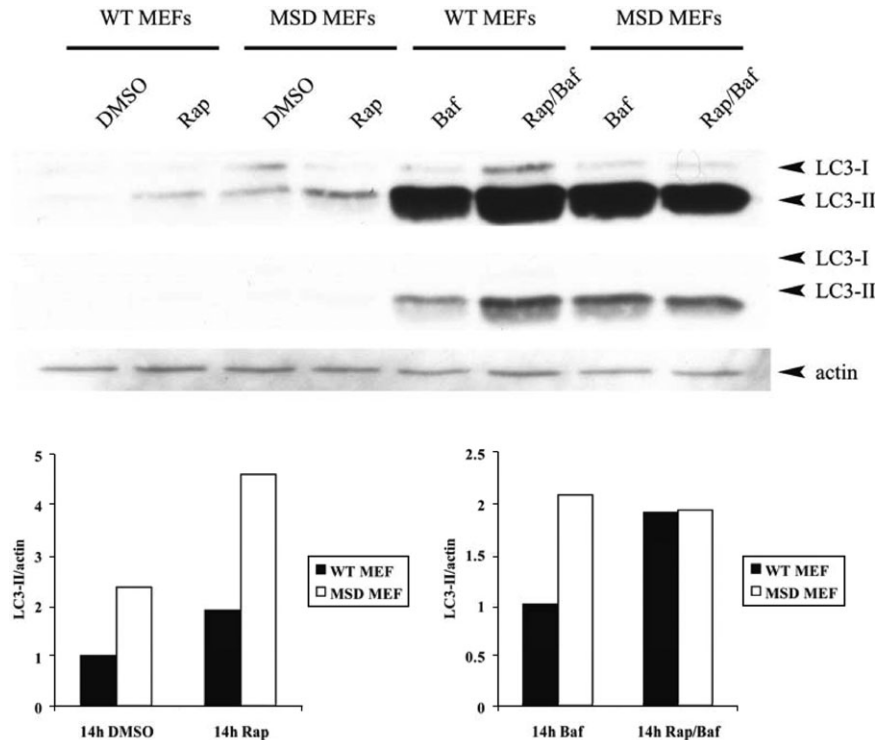 WT MEFs MSD MEFs WT MEFs MSD MEFs
DMSO Rap DMSO Rap Baf Rap/Baf Baf Rap/Baf
LC3-I
LC3-II
LC3-I
LC3-II
actin
5
4
3
2
1
0
LC3-II/actin
14h DMSO 14h Rap
WT MEF
MSD MEF
2.5
2
1.5
1
0.5
0
LC3-II/actin
14h Baf 14h Rap/Baf
WT MEF
MSD MEF